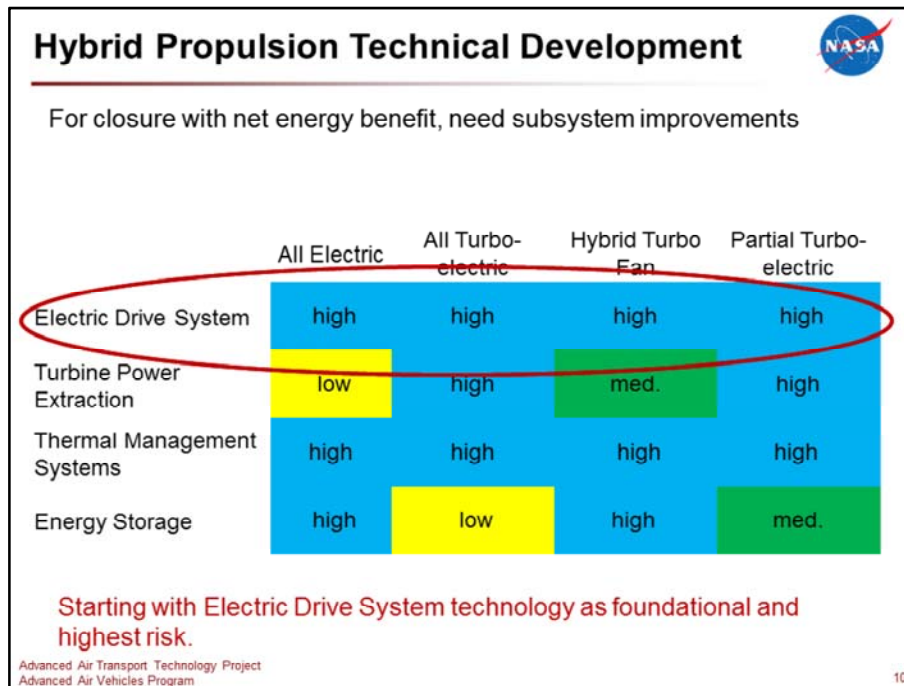 Hybrid Propulsion Technical Development
NASA
For closure with net energy benefit, need subsystem improvements
All Electric
All Turbo-
electric
Hybrid Turbo
Fan
Partial Turbo-
electric
Electric Drive System
high
high
high
high
Turbine Power
Extraction
low
high
med.
high
Thermal Management
Systems
high
high
high
high
Energy Storage
high
low
high
med.
Starting with Electric Drive System technology as foundational and
highest risk.
Advanced Air Transport Technology Project
Advanced Air Vehicles Program
10